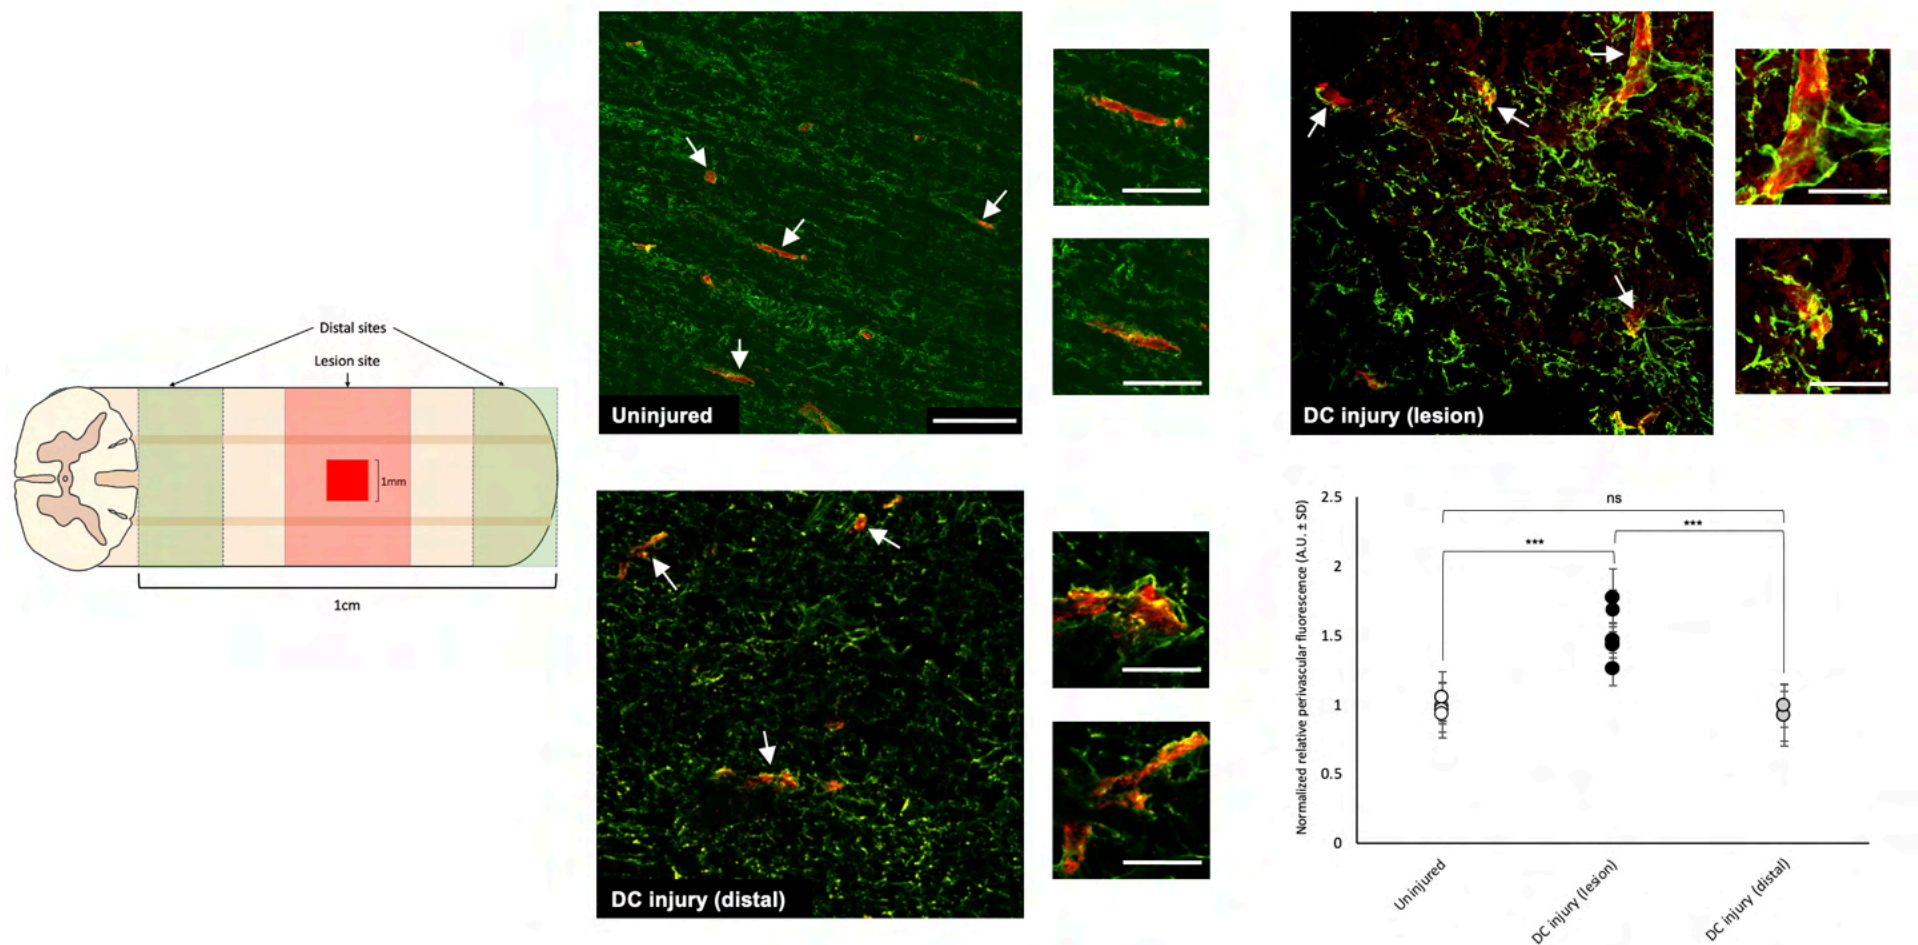 Distal sites
Lesion site
1mm
1cm
Uninjured
DC injury (lesion)
DC injury (distal)
Normalized relative perivascular fluorescence (A.U. ± SD)
2.5
2
1.5
1
0.5
0
ns
***
***
Uninjured
DC injury (lesion)
DC injury (distal)